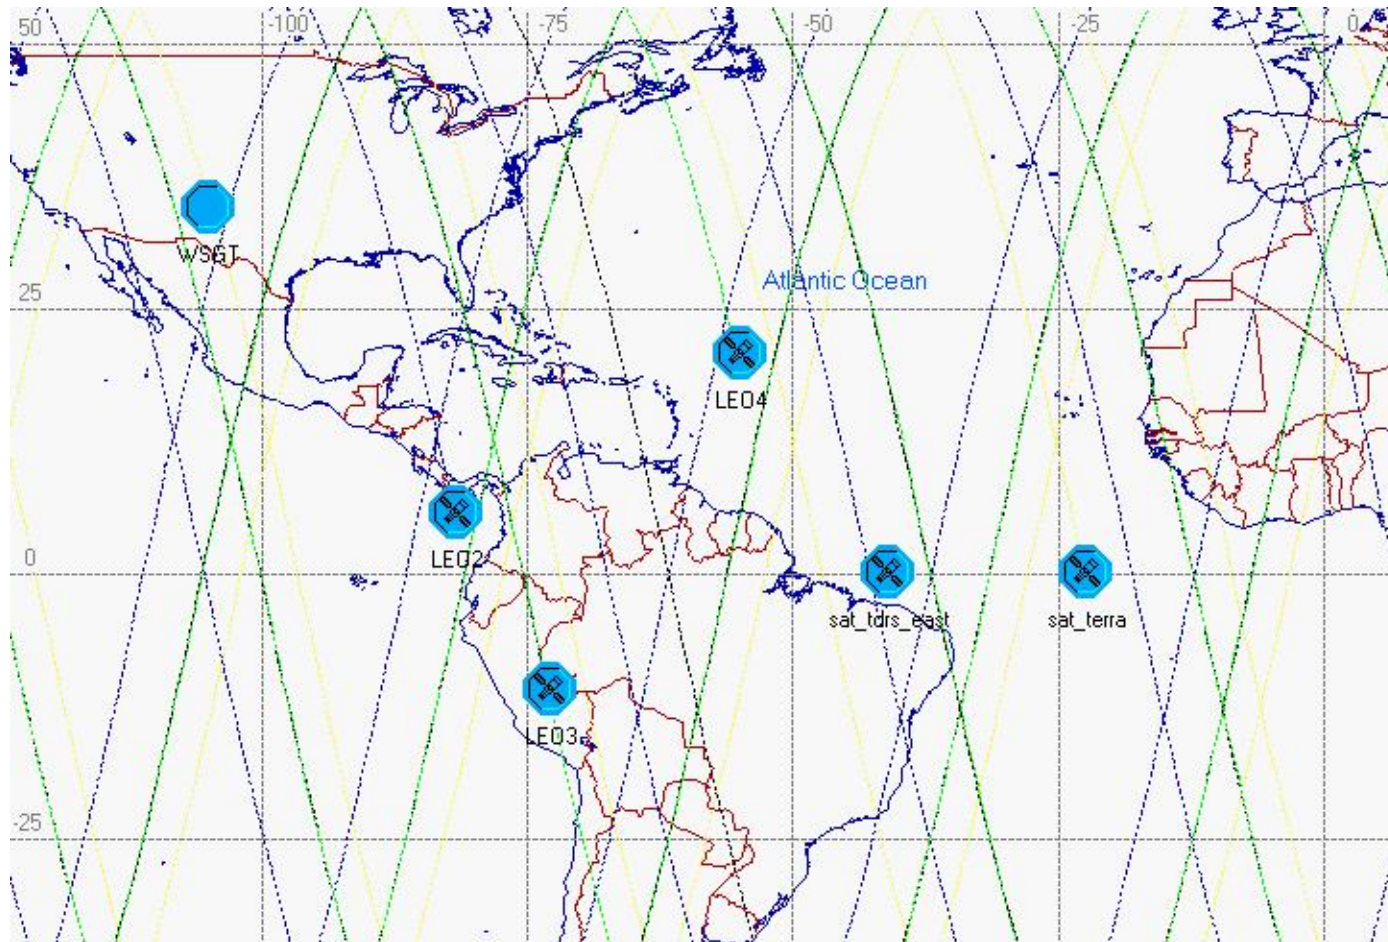 50
-100
-75
-50
-25
0
WSGT
25
Atlantic Ocean
LEO4
LEO2
0
sat_tdrs_east
sat_terra
LEO3
-25